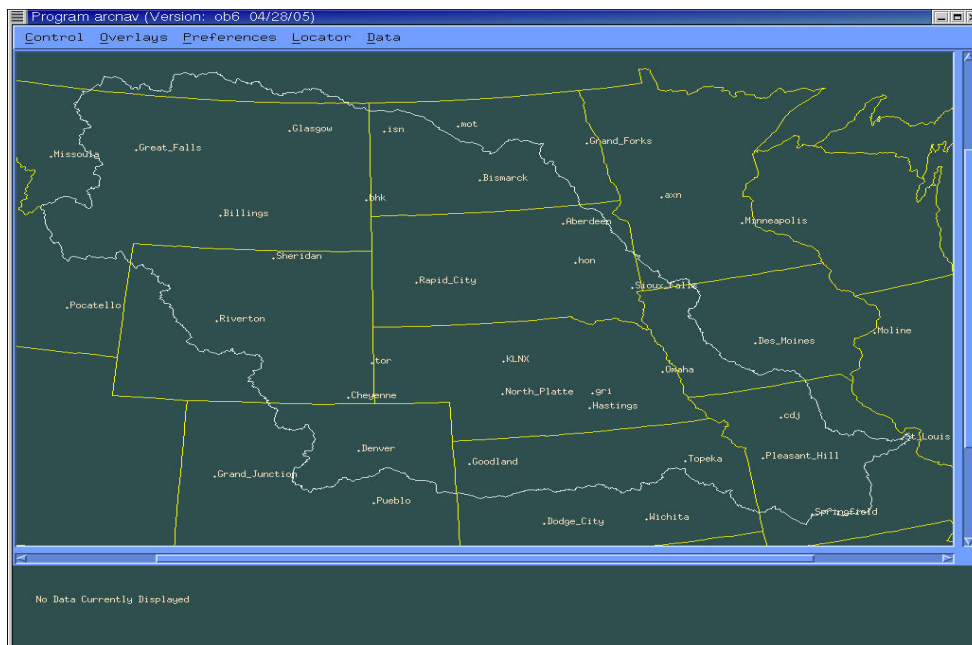 Program arcnav (Version: ob6 04/28/05)
Control Overlays Preferences Locator Data
.Glasgow
.isn
.mot
.Missoula
.Great_Falls
.Grand_Forks
.Bismarck
.bhk
.axn
.Billings
.Aberdeen
.Minneapolis
.Sheridan
.hon
.Rapid_City
.Sioux_Falls
.Pocatello
.Riverton
.Moline
.Des_Moines
.tor
.KLNX
.Omaha
.Cheyenne
.North_Platte
.gri
.Hastings
.cdj
.St_Louis
.Denver
.Goodland
.Topeka
.Pleasant_Hill
.Grand_Junction
.Pueblo
.Dodge_City
.Wichita
.Springfield
No Data Currently Displayed